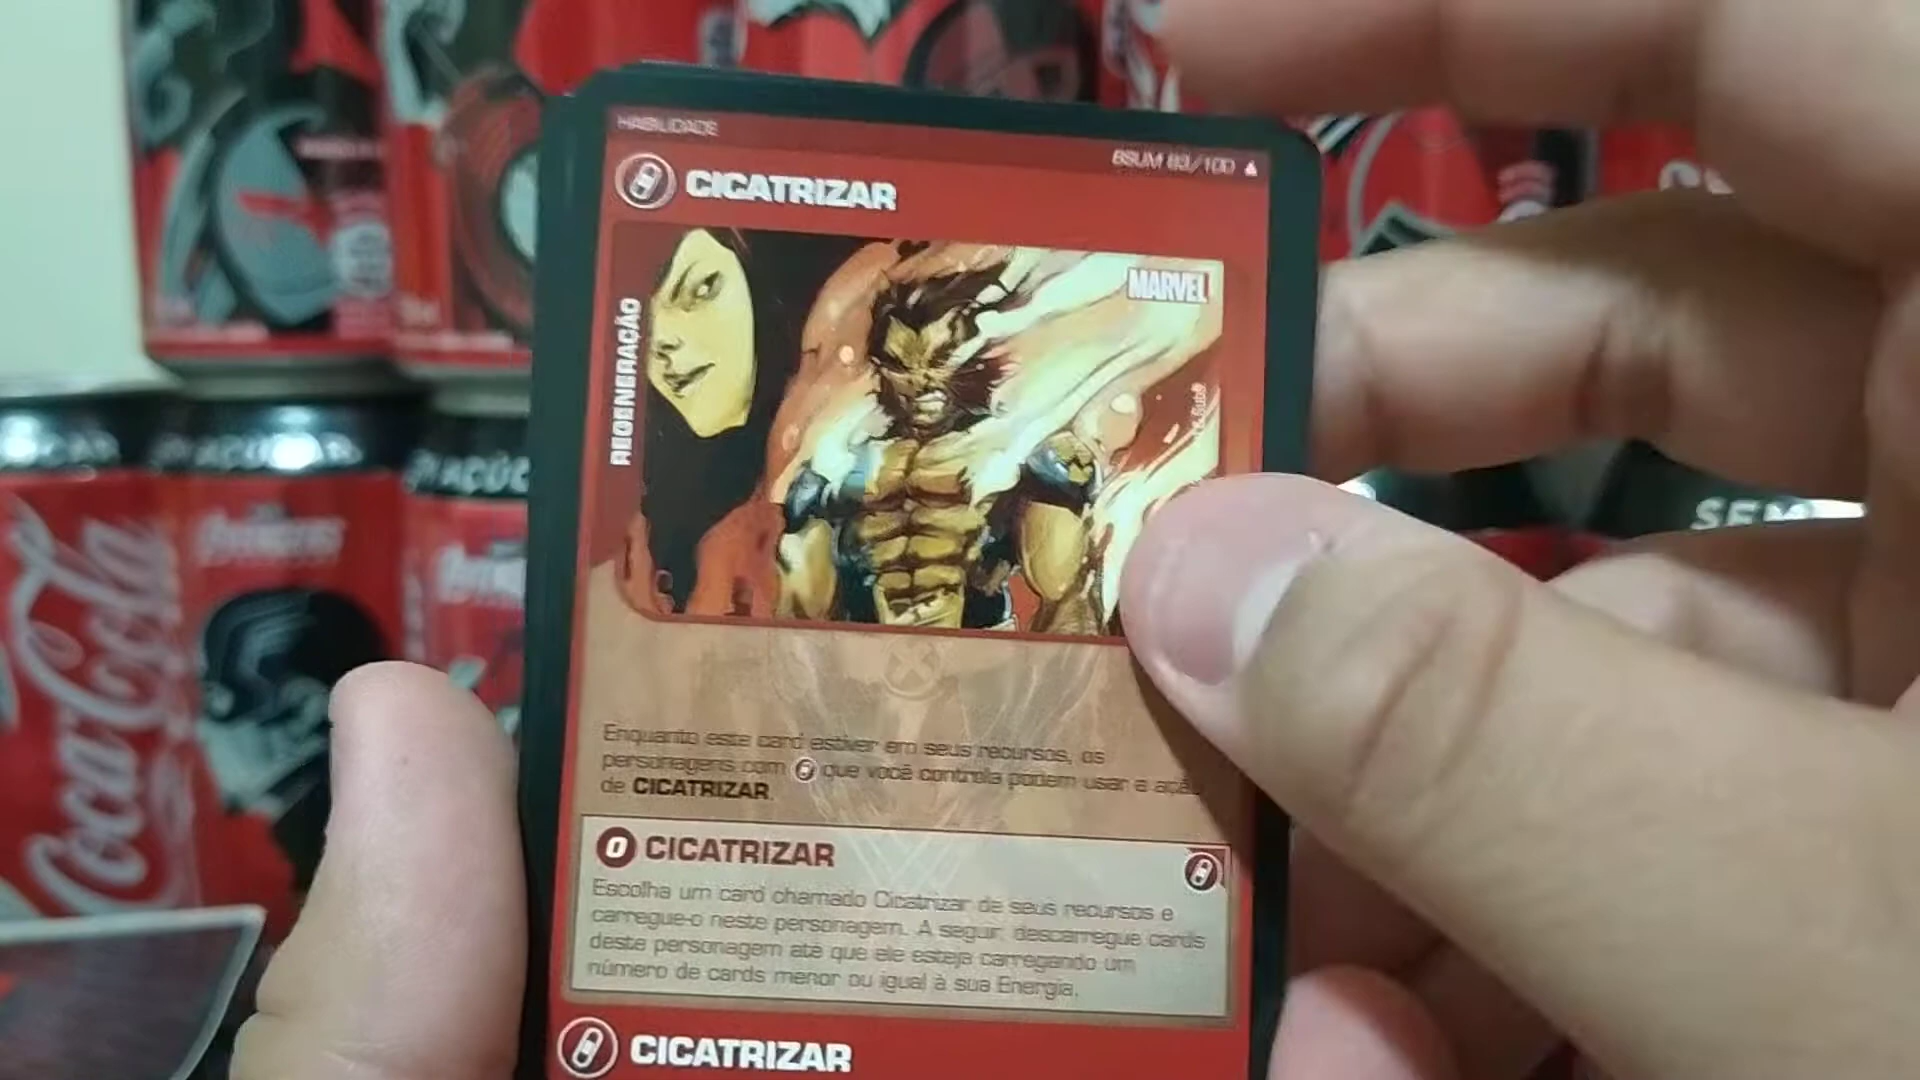 HABILIDADE
BSUM 83/100
CICATRIZAR
MARVEL
REGENERAÇÃO
Enquanto este card estiver em seus recursos, os
personagens com que você controla podem usar a ação
de CICATRIZAR.
0 CICATRIZAR
Escolha um card chamado Cicatrizar de seus recursos e
carregue-o neste personagem. A seguir, descarregue cards
deste personagem até que ele esteja carregando um
número de cards menor ou igual à sua Energia.
CICATRIZAR
Coca-Cola
SEM